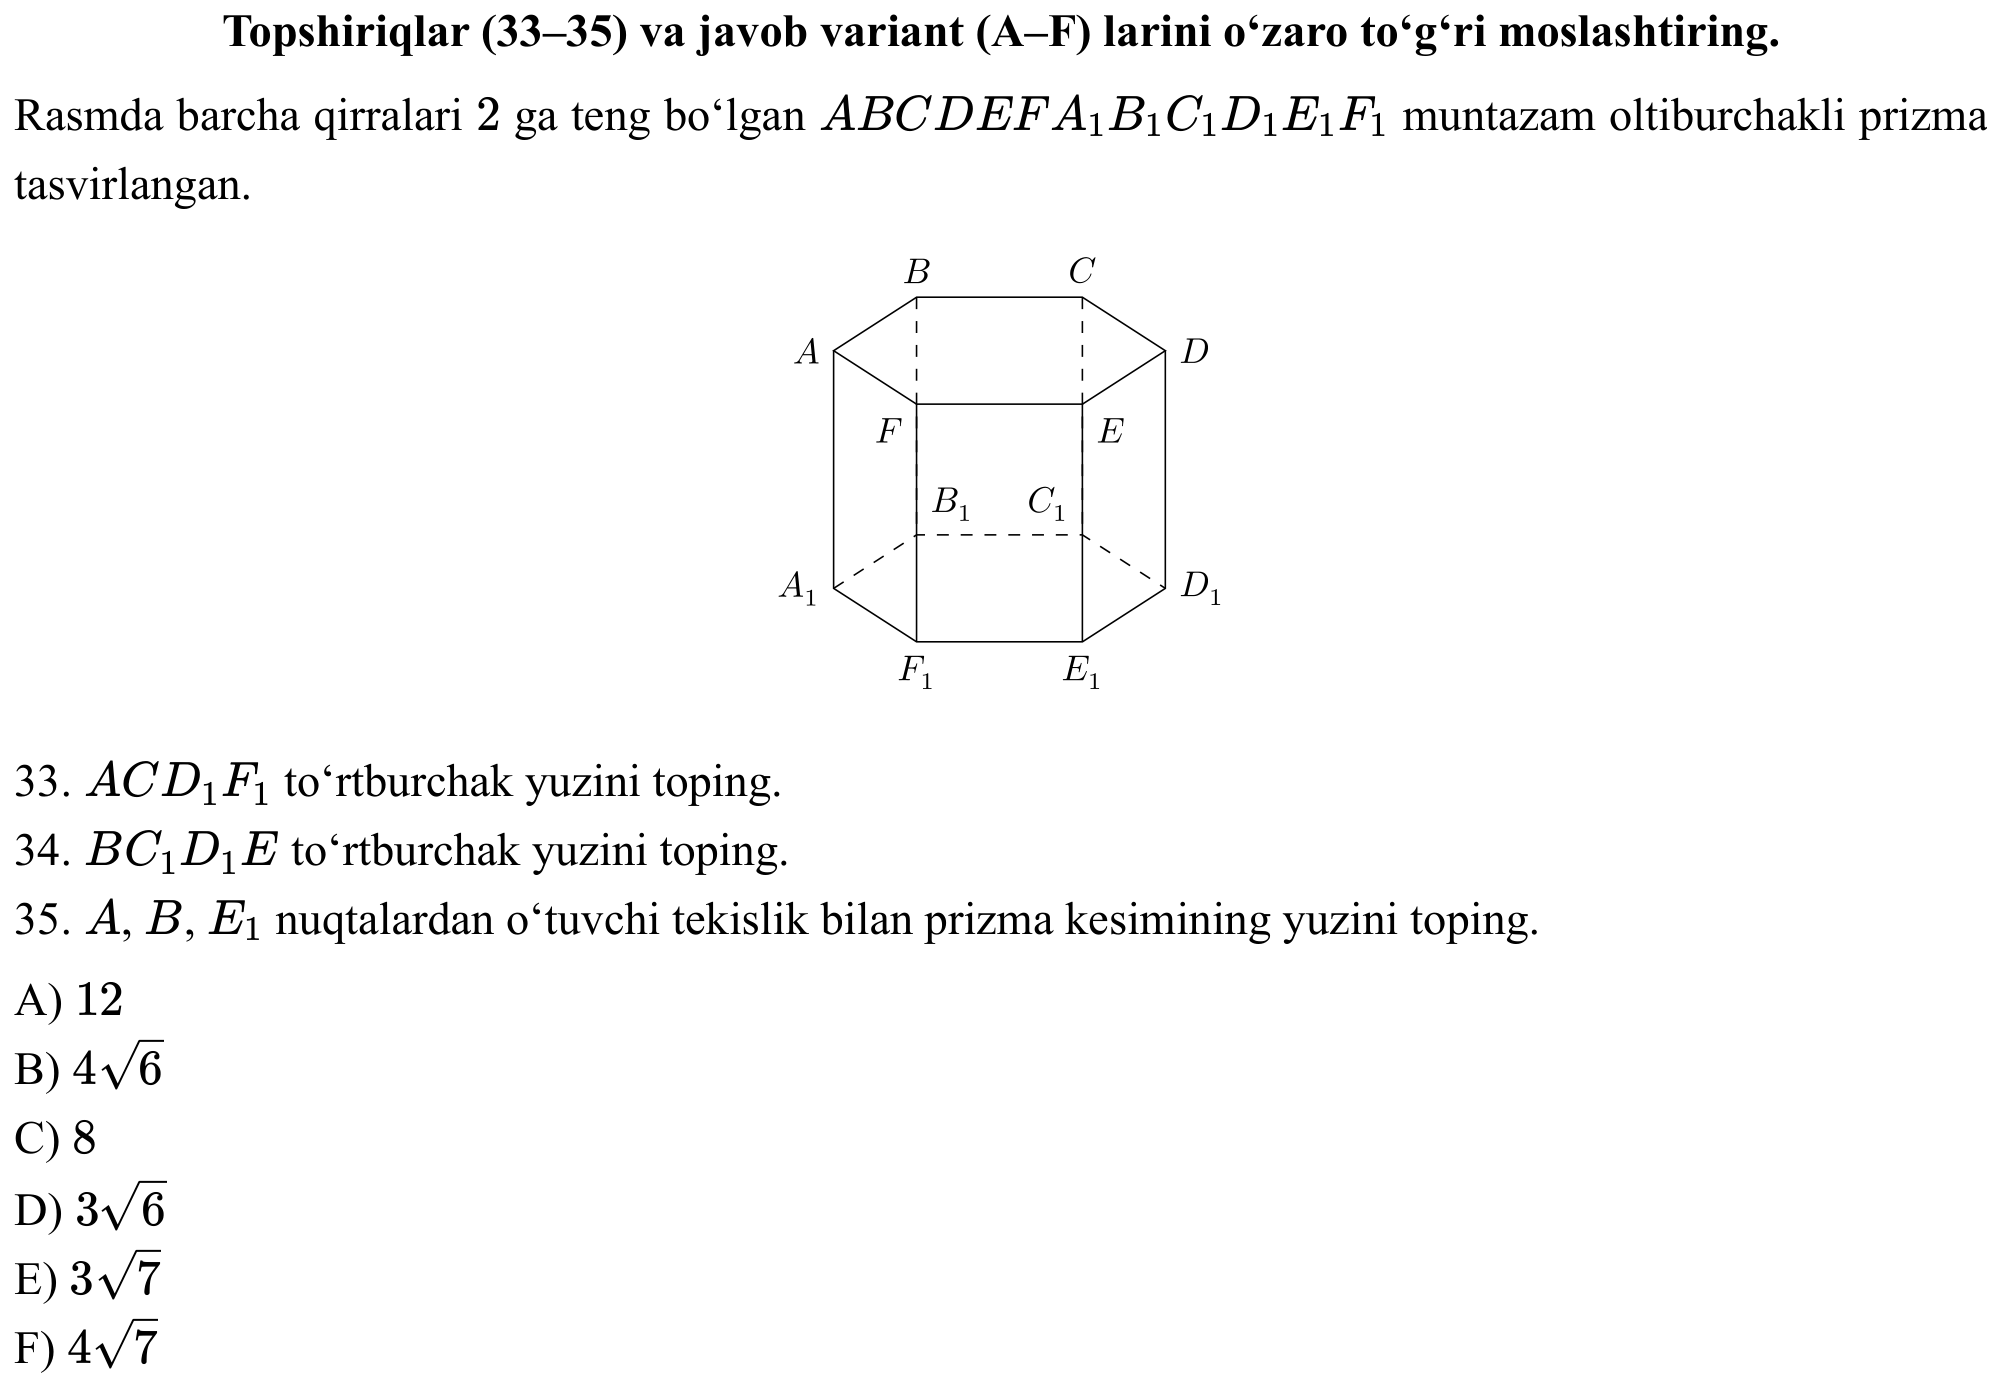 Topshiriqlar (33–35) va javob variant (A–F) larini o‘zaro to‘g‘ri moslashtiring.
Rasmda barcha qirralari 2 ga teng bo‘lgan ABCDEFA₁B₁C₁D₁E₁F₁ muntazam oltiburchakli prizma
tasvirlangan.
B C
A D
F E
B₁ C₁
A₁ D₁
F₁ E₁
33. ACD₁F₁ to‘rtburchak yuzini toping.
34. BC₁D₁E to‘rtburchak yuzini toping.
35. A, B, E₁ nuqtalardan o‘tuvchi tekislik bilan prizma kesimining yuzini toping.
A) 12
B) 4√6
C) 8
D) 3√6
E) 3√7
F) 4√7